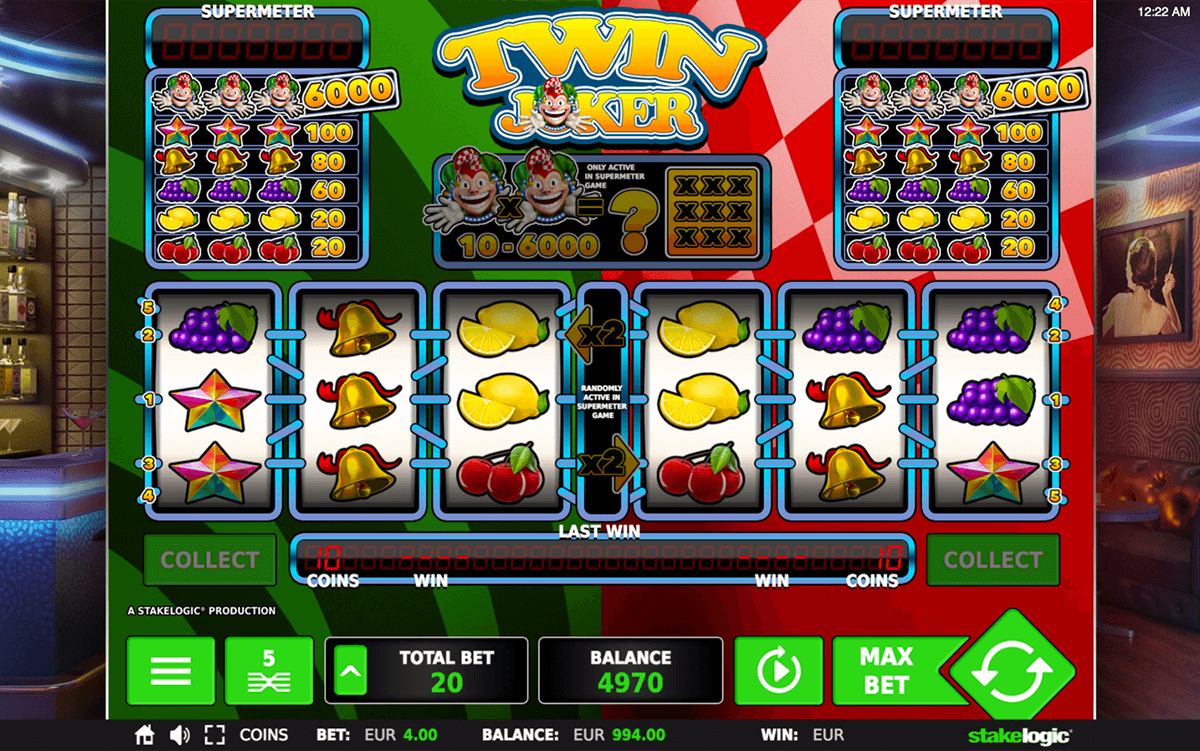 12:22 AM
SUPERMETER
SUPERMETER
TWIN
JOKER
6000
100
80
60
20
20
6000
100
80
60
20
20
ONLY ACTIVE
IN SUPERMETER
GAME
X = ?
10 - 6000
XXX
XXX
XXX
5
2
1
3
4
x2
RANDOMLY
ACTIVE IN
SUPERMETER
GAME
x2
4
2
1
3
5
LAST WIN
COLLECT
10
COINS
----
WIN
----
WIN
10
COINS
COLLECT
A STAKELOGIC® PRODUCTION
5
TOTAL BET
20
BALANCE
4970
MAX
BET
COINS BET: EUR 4.00 BALANCE: EUR 994.00 WIN: EUR stakelogic®